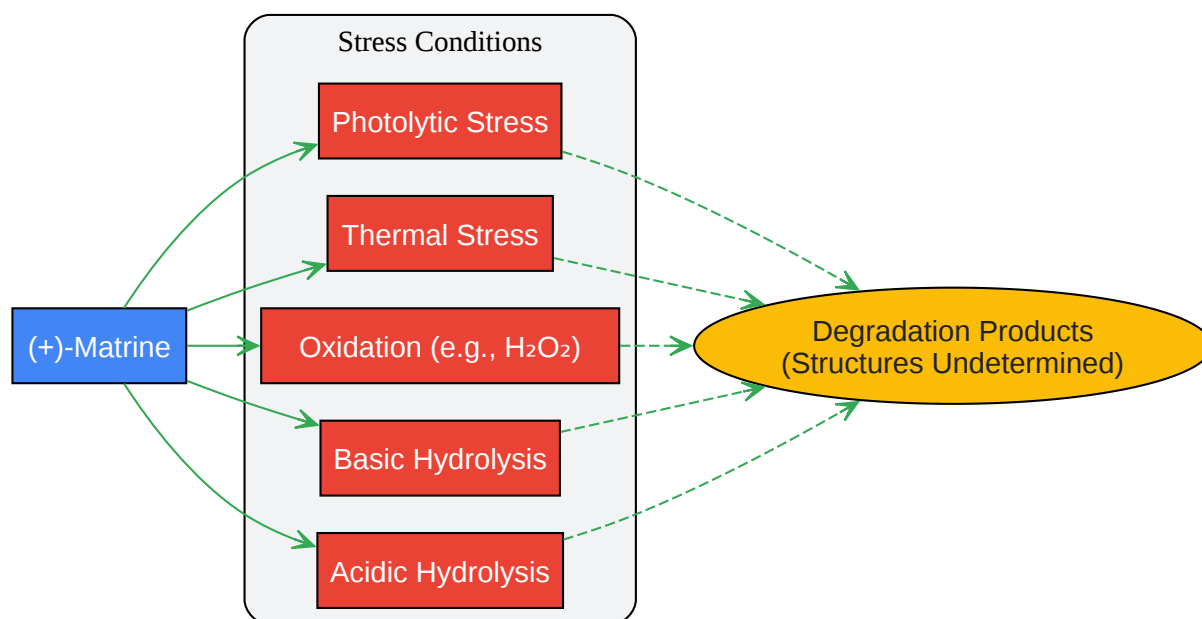 Stress Conditions
Photolytic Stress
Thermal Stress
(+)-Matrine
Oxidation (e.g., H₂O₂)
Degradation Products
(Structures Undetermined)
Basic Hydrolysis
Acidic Hydrolysis